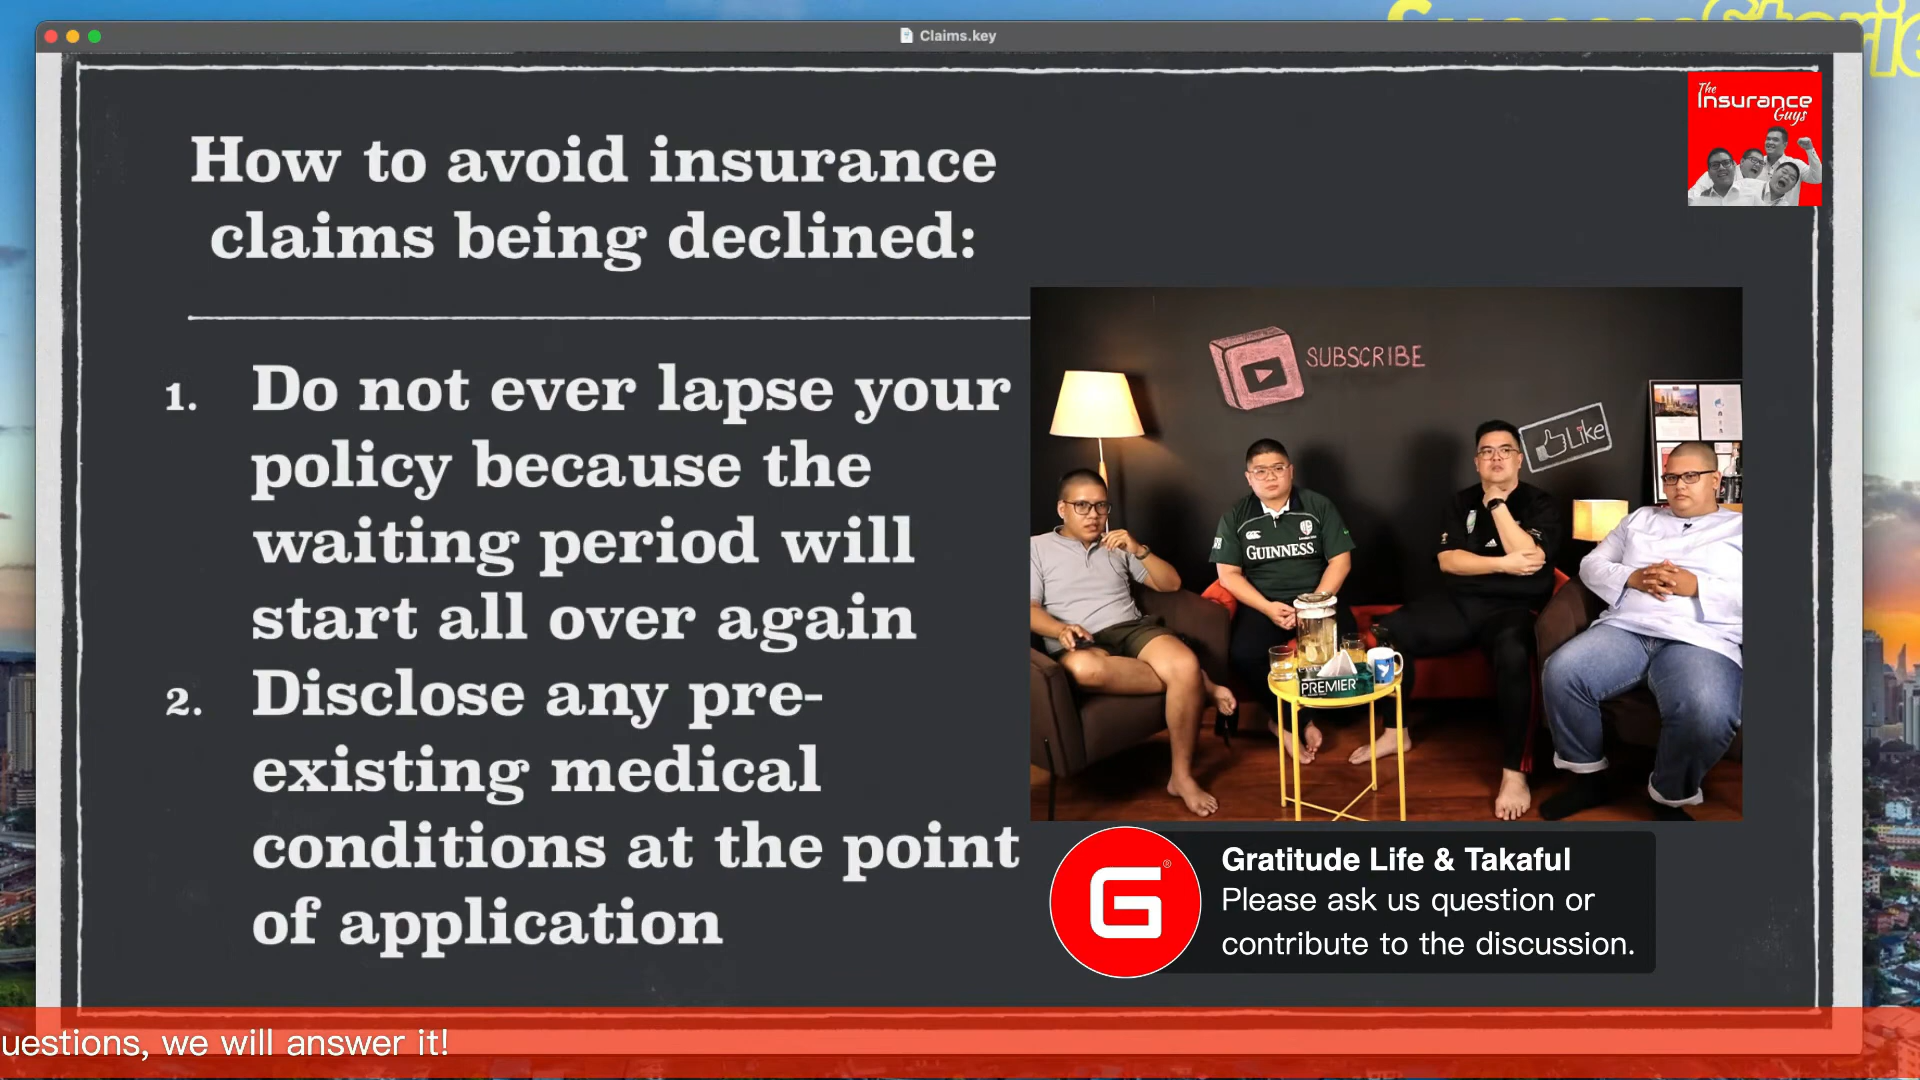 SuccessStorie
Claims.key
The
Insurance
Guys
How to avoid insurance
claims being declined:
1. Do not ever lapse your
policy because the
waiting period will
start all over again
2. Disclose any pre-
existing medical
conditions at the point
of application
SUBSCRIBE
Like
GUINNESS
PREMIER
G®
Gratitude Life & Takaful
Please ask us question or
contribute to the discussion.
uestions, we will answer it!